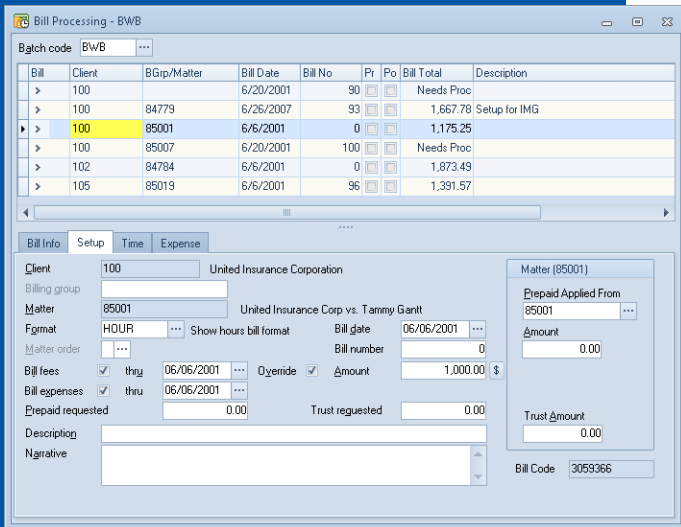 Bill Processing - BWB
Batch code BWB ...
Bill Client BGrp/Matter Bill Date Bill No Pr Po Bill Total Description
> 100 6/20/2001 90 Needs Proc
> 100 84779 6/26/2007 93 1,667.78 Setup for IMG
> 100 85001 6/6/2001 0 1,175.25
> 100 85007 6/20/2001 100 Needs Proc
> 102 84784 6/6/2001 0 1,873.49
> 105 85019 6/6/2001 96 1,391.57
Bill Info Setup Time Expense
Client 100 United Insurance Corporation
Billing group
Matter 85001 United Insurance Corp vs. Tammy Gantt
Format HOUR ... Show hours bill format Bill date 06/06/2001 ...
Matter order ... Bill number 0
Bill fees thru 06/06/2001 ... Override Amount 1,000.00 $
Bill expenses thru 06/06/2001 ...
Prepaid requested 0.00 Trust requested 0.00
Description
Narrative
Matter (85001)
Prepaid Applied From
85001 ...
Amount
0.00
Trust Amount
0.00
Bill Code 3059366